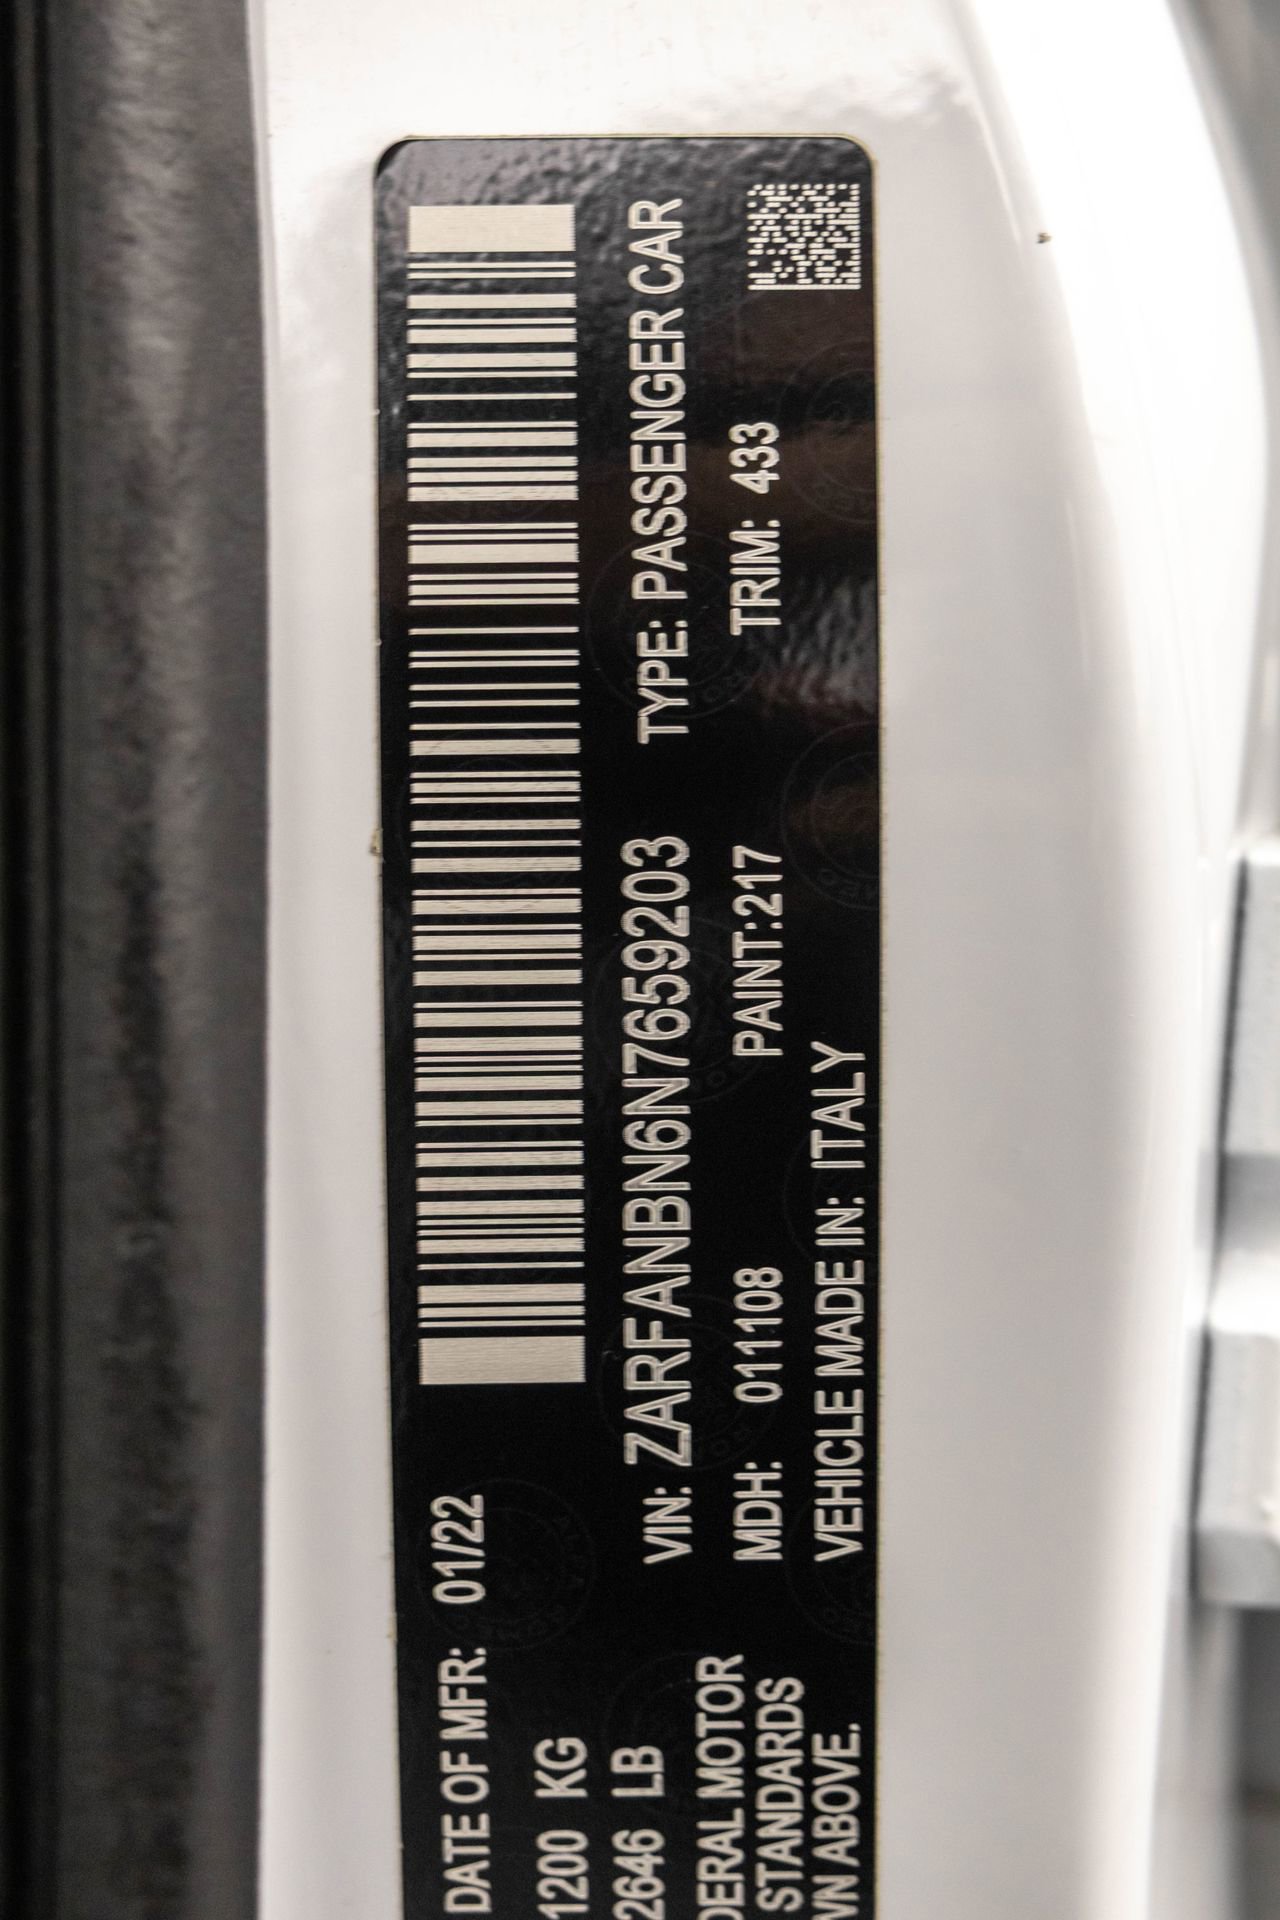 DATE OF MFR: 01/22
1200 KG
2646 LB
DERAL MOTOR
STANDARDS
WN ABOVE.
VIN: ZARFANBN6N7659203 TYPE: PASSENGER CAR
MDH: 011108 PAINT:217 TRIM: 433
VEHICLE MADE IN: ITALY